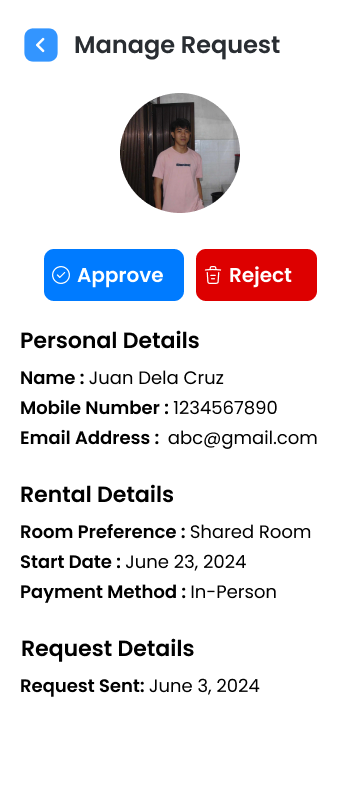 Manage Request
Approve
Reject
Personal Details
Name : Juan Dela Cruz
Mobile Number : 1234567890
Email Address : abc@gmail.com
Rental Details
Room Preference : Shared Room
Start Date : June 23, 2024
Payment Method : In-Person
Request Details
Request Sent: June 3, 2024